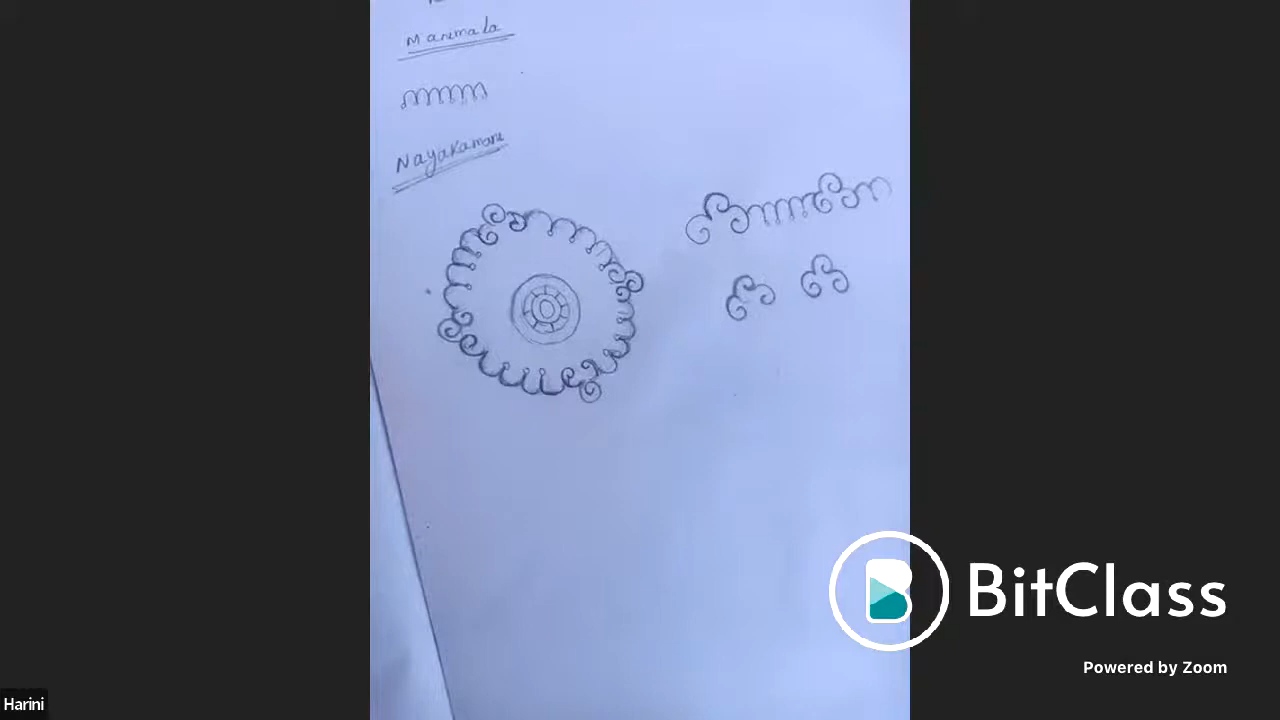 Manimala
Nayakamani
BitClass
Powered by Zoom
Harini